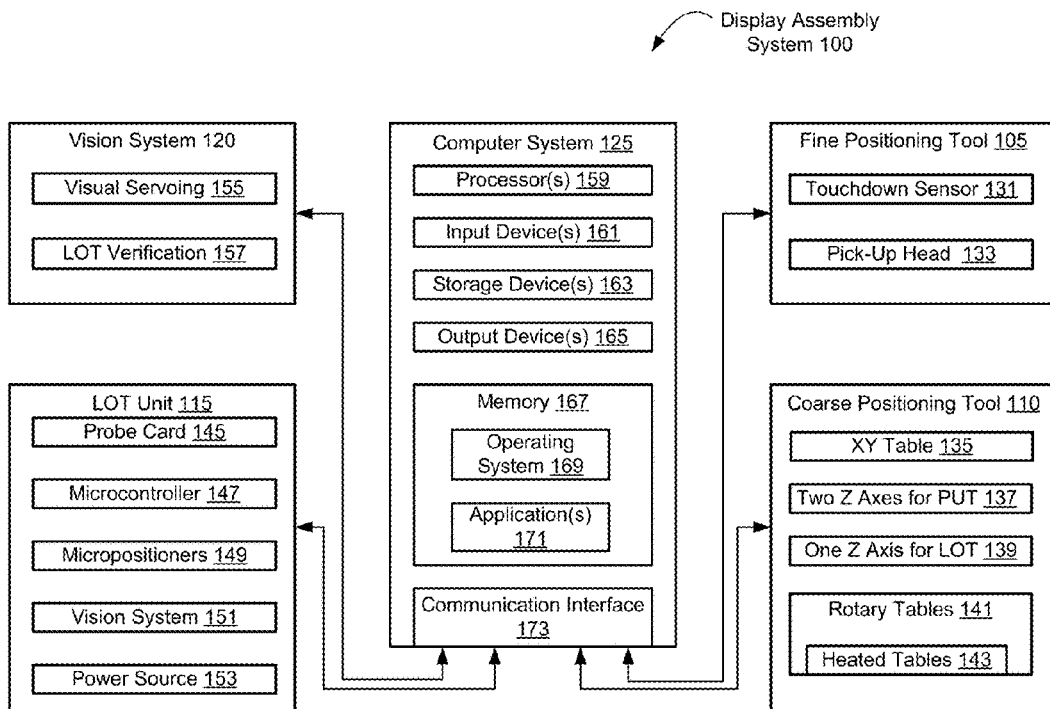 Display Assembly
System 100
Vision System 120
Visual Servoing 155
LOT Verification 157
LOT Unit 115
Probe Card 145
Microcontroller 147
Micropositioners 149
Vision System 151
Power Source 153
Computer System 125
Processor(s) 159
Input Device(s) 161
Storage Device(s) 163
Output Device(s) 165
Memory 167
Operating
System 169
Application(s)
171
Communication Interface
173
Fine Positioning Tool 105
Touchdown Sensor 131
Pick-Up Head 133
Coarse Positioning Tool 110
XY Table 135
Two Z Axes for PUT 137
One Z Axis for LOT 139
Rotary Tables 141
Heated Tables 143